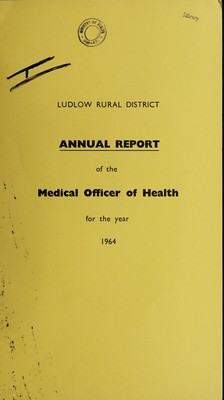 Library
LUDLOW RURAL DISTRICT
ANNUAL REPORT
of the
Medical Officer of Health
for the year
1964